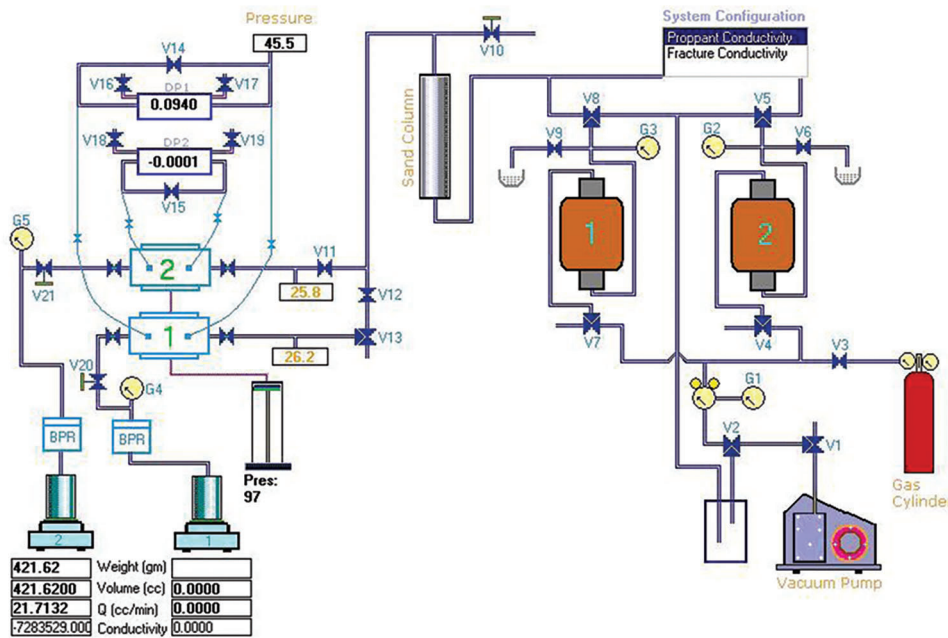 Pressure
45.5
System Configuration
Proppant Conductivity
Fracture Conductivity
V14
V10
V16
V17
DP1
0.0940
V18
V19
DP2
-0.0001
V15
Sand Column
V8
V5
V9
G3
G2
V6
1
2
G5
V21
2
V11
25.8
V12
1
V13
26.2
V20
G4
V7
V4
V3
G1
V2
V1
BPR
BPR
Pres:
97
Gas
Cylinde
Vacuum Pump
2
1
421.62 Weight (gm)
421.6200 Volume (cc) 0.0000
21.7132 Q (cc/min) 0.0000
-7283529.000 Conductivity 0.0000